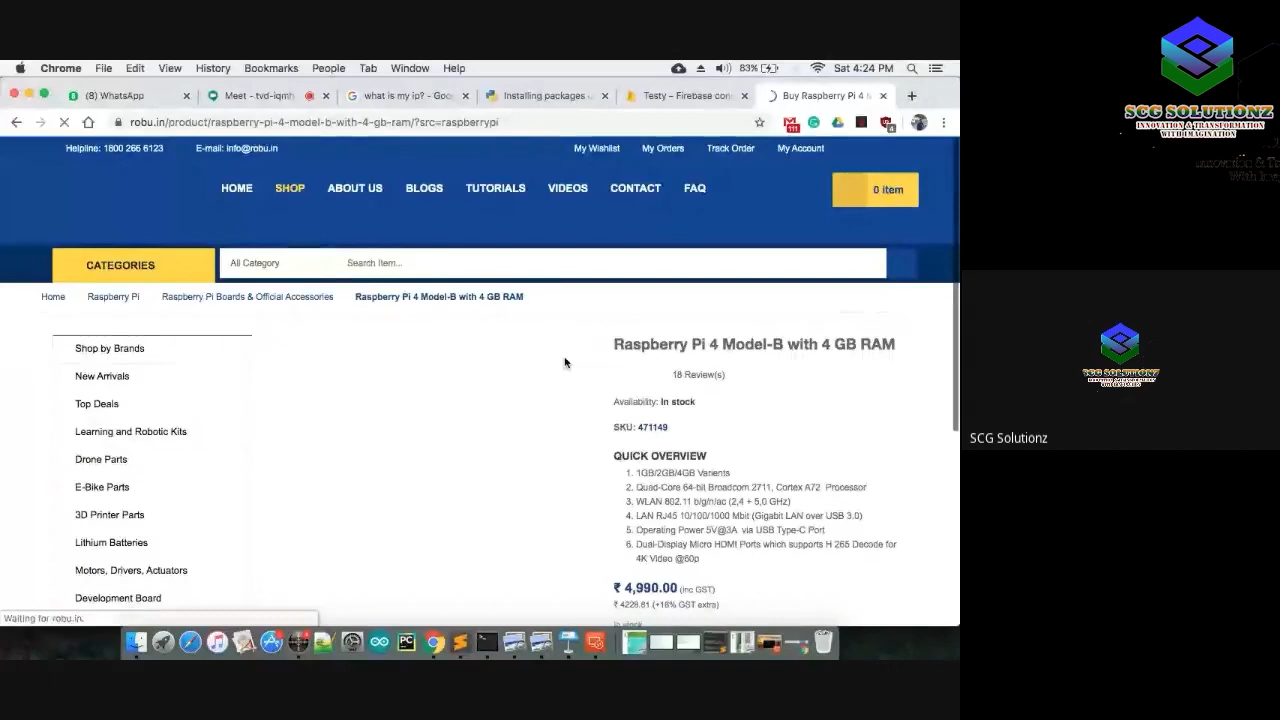 Chrome File Edit View History Bookmarks People Tab Window Help 83% Sat 4:24 PM
(8) WhatsApp Meet - tvd-iqmh what is my ip? - Goo Installing packages u Testy – Firebase con Buy Raspberry Pi 4 M
robu.in/product/raspberry-pi-4-model-b-with-4-gb-ram/?src=raspberrypi
Helpline: 1800 266 6123 E-mail: info@robu.in My Wishlist My Orders Track Order My Account
HOME SHOP ABOUT US BLOGS TUTORIALS VIDEOS CONTACT FAQ 0 item
CATEGORIES All Category Search Item...
Home Raspberry Pi Raspberry Pi Boards & Official Accessories Raspberry Pi 4 Model-B with 4 GB RAM
Shop by Brands
New Arrivals
Top Deals
Learning and Robotic Kits
Drone Parts
E-Bike Parts
3D Printer Parts
Lithium Batteries
Motors, Drivers, Actuators
Development Board
Raspberry Pi 4 Model-B with 4 GB RAM
18 Review(s)
Availability: In stock
SKU: 471149
QUICK OVERVIEW
1. 1GB/2GB/4GB Varients
2. Quad-Core 64-bit Broadcom 2711, Cortex A72 Processor
3. WLAN 802.11 b/g/n/ac (2,4 + 5,0 GHz)
4. LAN RJ45 10/100/1000 Mbit (Gigabit LAN over USB 3.0)
5. Operating Power 5V@3A via USB Type-C Port
6. Dual-Display Micro HDMI Ports which supports H 265 Decode for
4K Video @60p
₹ 4,990.00 (inc GST)
₹ 4228.81 (+18% GST extra)
In stock
Waiting for robu.in.
SCG SOLUTIONZ
INNOVATION & TRANSFORMATION
WITH IMAGINATION
SCG SOLUTIONZ
SCG Solutionz